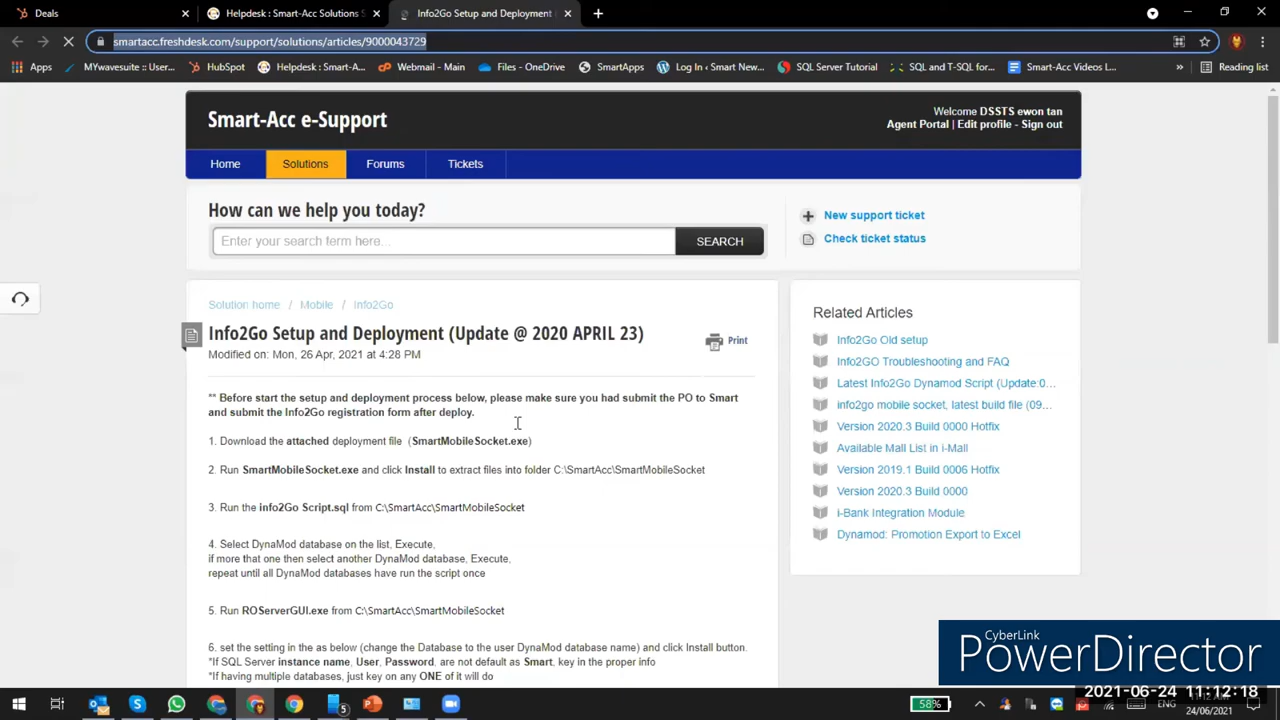 Deals
Helpdesk : Smart-Acc Solutions S
Info2Go Setup and Deployment
smartacc.freshdesk.com/support/solutions/articles/9000043729
Apps
MYwavesuite :: User...
HubSpot
Helpdesk : Smart-A...
Webmail - Main
Files - OneDrive
SmartApps
Log In ‹ Smart New...
SQL Server Tutorial
SQL and T-SQL for...
Smart-Acc Videos L...
»
Reading list
Smart-Acc e-Support
Welcome DSSTS ewon tan
Agent Portal | Edit profile - Sign out
Home
Solutions
Forums
Tickets
How can we help you today?
Enter your search term here...
SEARCH
New support ticket
Check ticket status
Solution home / Mobile / Info2Go
Info2Go Setup and Deployment (Update @ 2020 APRIL 23)
Print
Modified on: Mon, 26 Apr, 2021 at 4:28 PM
** Before start the setup and deployment process below, please make sure you had submit the PO to Smart
and submit the Info2Go registration form after deploy.
1. Download the attached deployment file (SmartMobileSocket.exe)
2. Run SmartMobileSocket.exe and click Install to extract files into folder C:\SmartAcc\SmartMobileSocket
3. Run the info2Go Script.sql from C:\SmartAcc\SmartMobileSocket
4. Select DynaMod database on the list, Execute,
if more that one then select another DynaMod database, Execute,
repeat until all DynaMod databases have run the script once
5. Run ROServerGUI.exe from C:\SmartAcc\SmartMobileSocket
6. set the setting in the as below (change the Database to the user DynaMod database name) and click Install button.
*If SQL Server instance name, User, Password, are not default as Smart, key in the proper info
*If having multiple databases, just key on any ONE of it will do
Related Articles
Info2Go Old setup
Info2GO Troubleshooting and FAQ
Latest Info2Go Dynamod Script (Update:0...
info2go mobile socket, latest build file (09...
Version 2020.3 Build 0000 Hotfix
Available Mall List in i-Mall
Version 2019.1 Build 0006 Hotfix
Version 2020.3 Build 0000
i-Bank Integration Module
Dynamod: Promotion Export to Excel
CyberLink
PowerDirector
2021-06-24 11:12:18
58%
ENG
24/06/2021